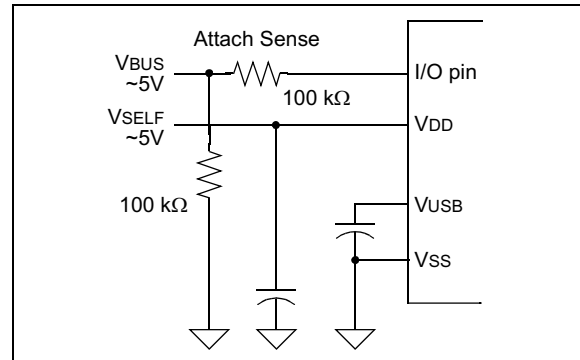 Attach Sense
VBUS
~5V
100 kΩ
I/O pin
VSELF
~5V
VDD
100 kΩ
VUSB
VSS